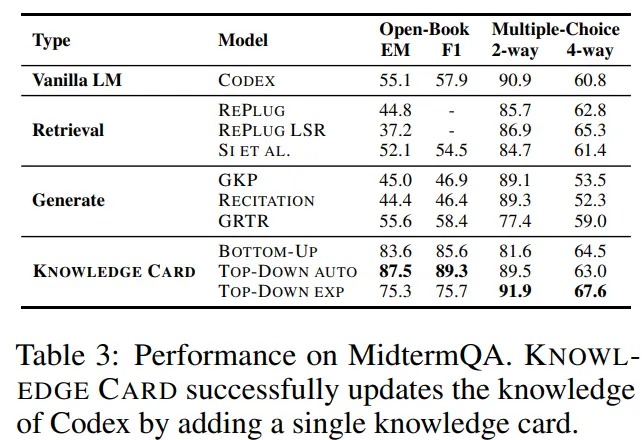 Type Model Open-Book Multiple-Choice
EM F1 2-way 4-way
Vanilla LM CODEX 55.1 57.9 90.9 60.8
REPLUG 44.8 - 85.7 62.8
Retrieval REPLUG LSR 37.2 - 86.9 65.3
SI ET AL. 52.1 54.5 84.7 61.4
GKP 45.0 46.9 89.1 53.5
Generate RECITATION 44.4 46.4 89.3 52.3
GRTR 55.6 58.4 77.4 59.0
BOTTOM-UP 83.6 85.6 81.6 64.5
KNOWLEDGE CARD TOP-DOWN AUTO 87.5 89.3 89.5 63.0
TOP-DOWN EXP 75.3 75.7 91.9 67.6
Table 3: Performance on MidtermQA. KNOWL-
EDGE CARD successfully updates the knowledge
of Codex by adding a single knowledge card.